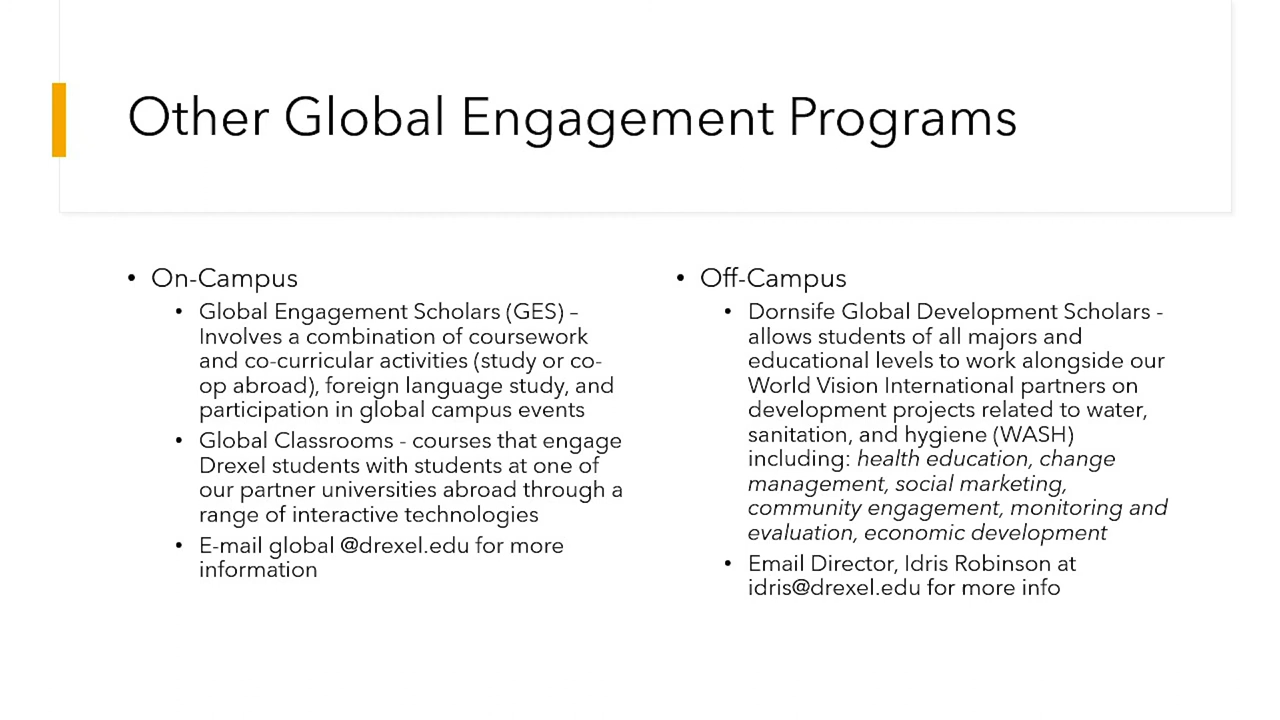 Other Global Engagement Programs
• On-Campus
• Global Engagement Scholars (GES) –
Involves a combination of coursework
and co-curricular activities (study or co-
op abroad), foreign language study, and
participation in global campus events
• Global Classrooms - courses that engage
Drexel students with students at one of
our partner universities abroad through a
range of interactive technologies
• E-mail global @drexel.edu for more
information
• Off-Campus
• Dornsife Global Development Scholars -
allows students of all majors and
educational levels to work alongside our
World Vision International partners on
development projects related to water,
sanitation, and hygiene (WASH)
including: health education, change
management, social marketing,
community engagement, monitoring and
evaluation, economic development
• Email Director, Idris Robinson at
idris@drexel.edu for more info